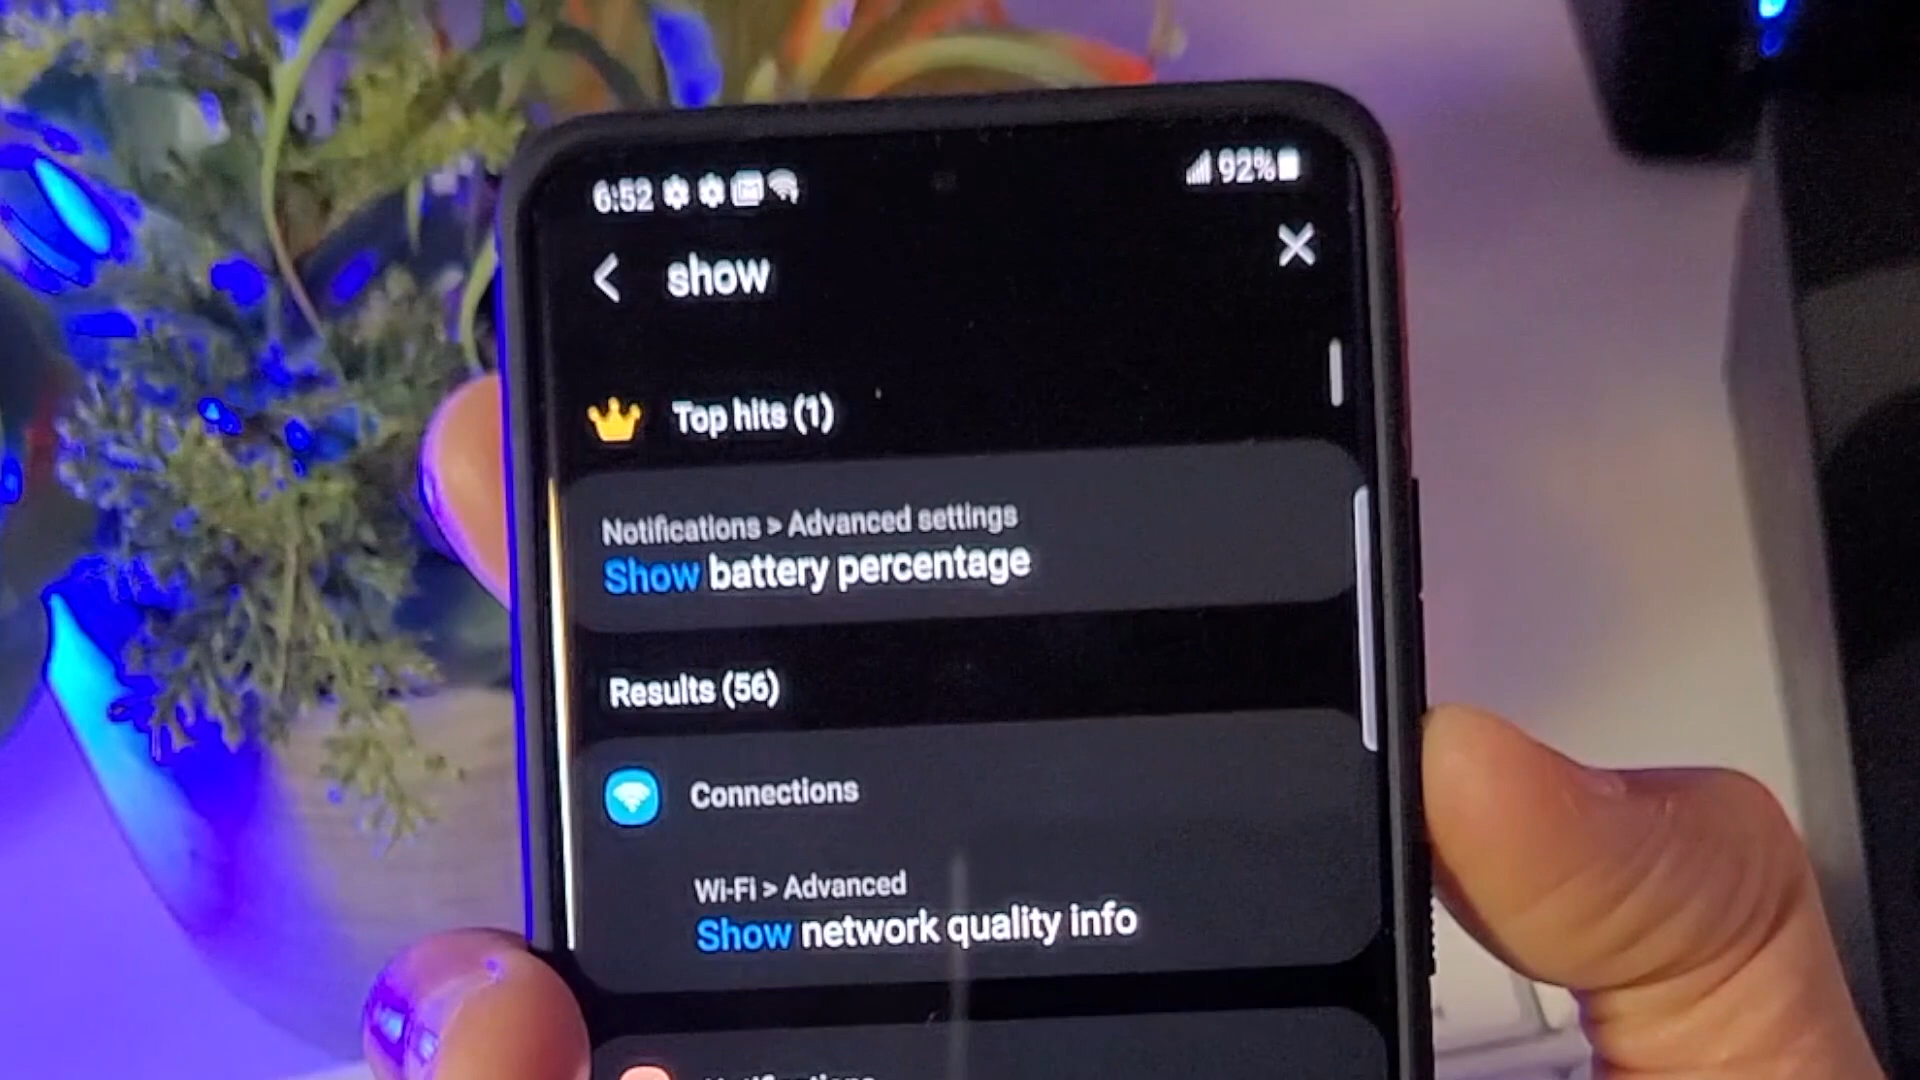 6:52 92%
show
Top hits (1)
Notifications > Advanced settings
Show battery percentage
Results (56)
Connections
Wi-Fi > Advanced
Show network quality info
Notifications